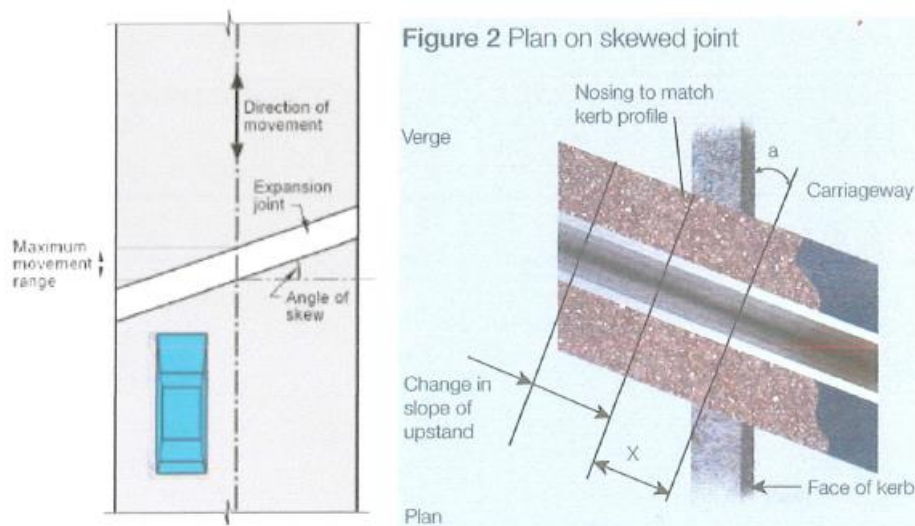 Direction of
movement
Expansion
joint
Maximum
movement
range
Angle of
skew
Figure 2 Plan on skewed joint
Nosing to match
kerb profile
Verge
a
Carriageway
Change in
slope of
upstand
X
Face of kerb
Plan